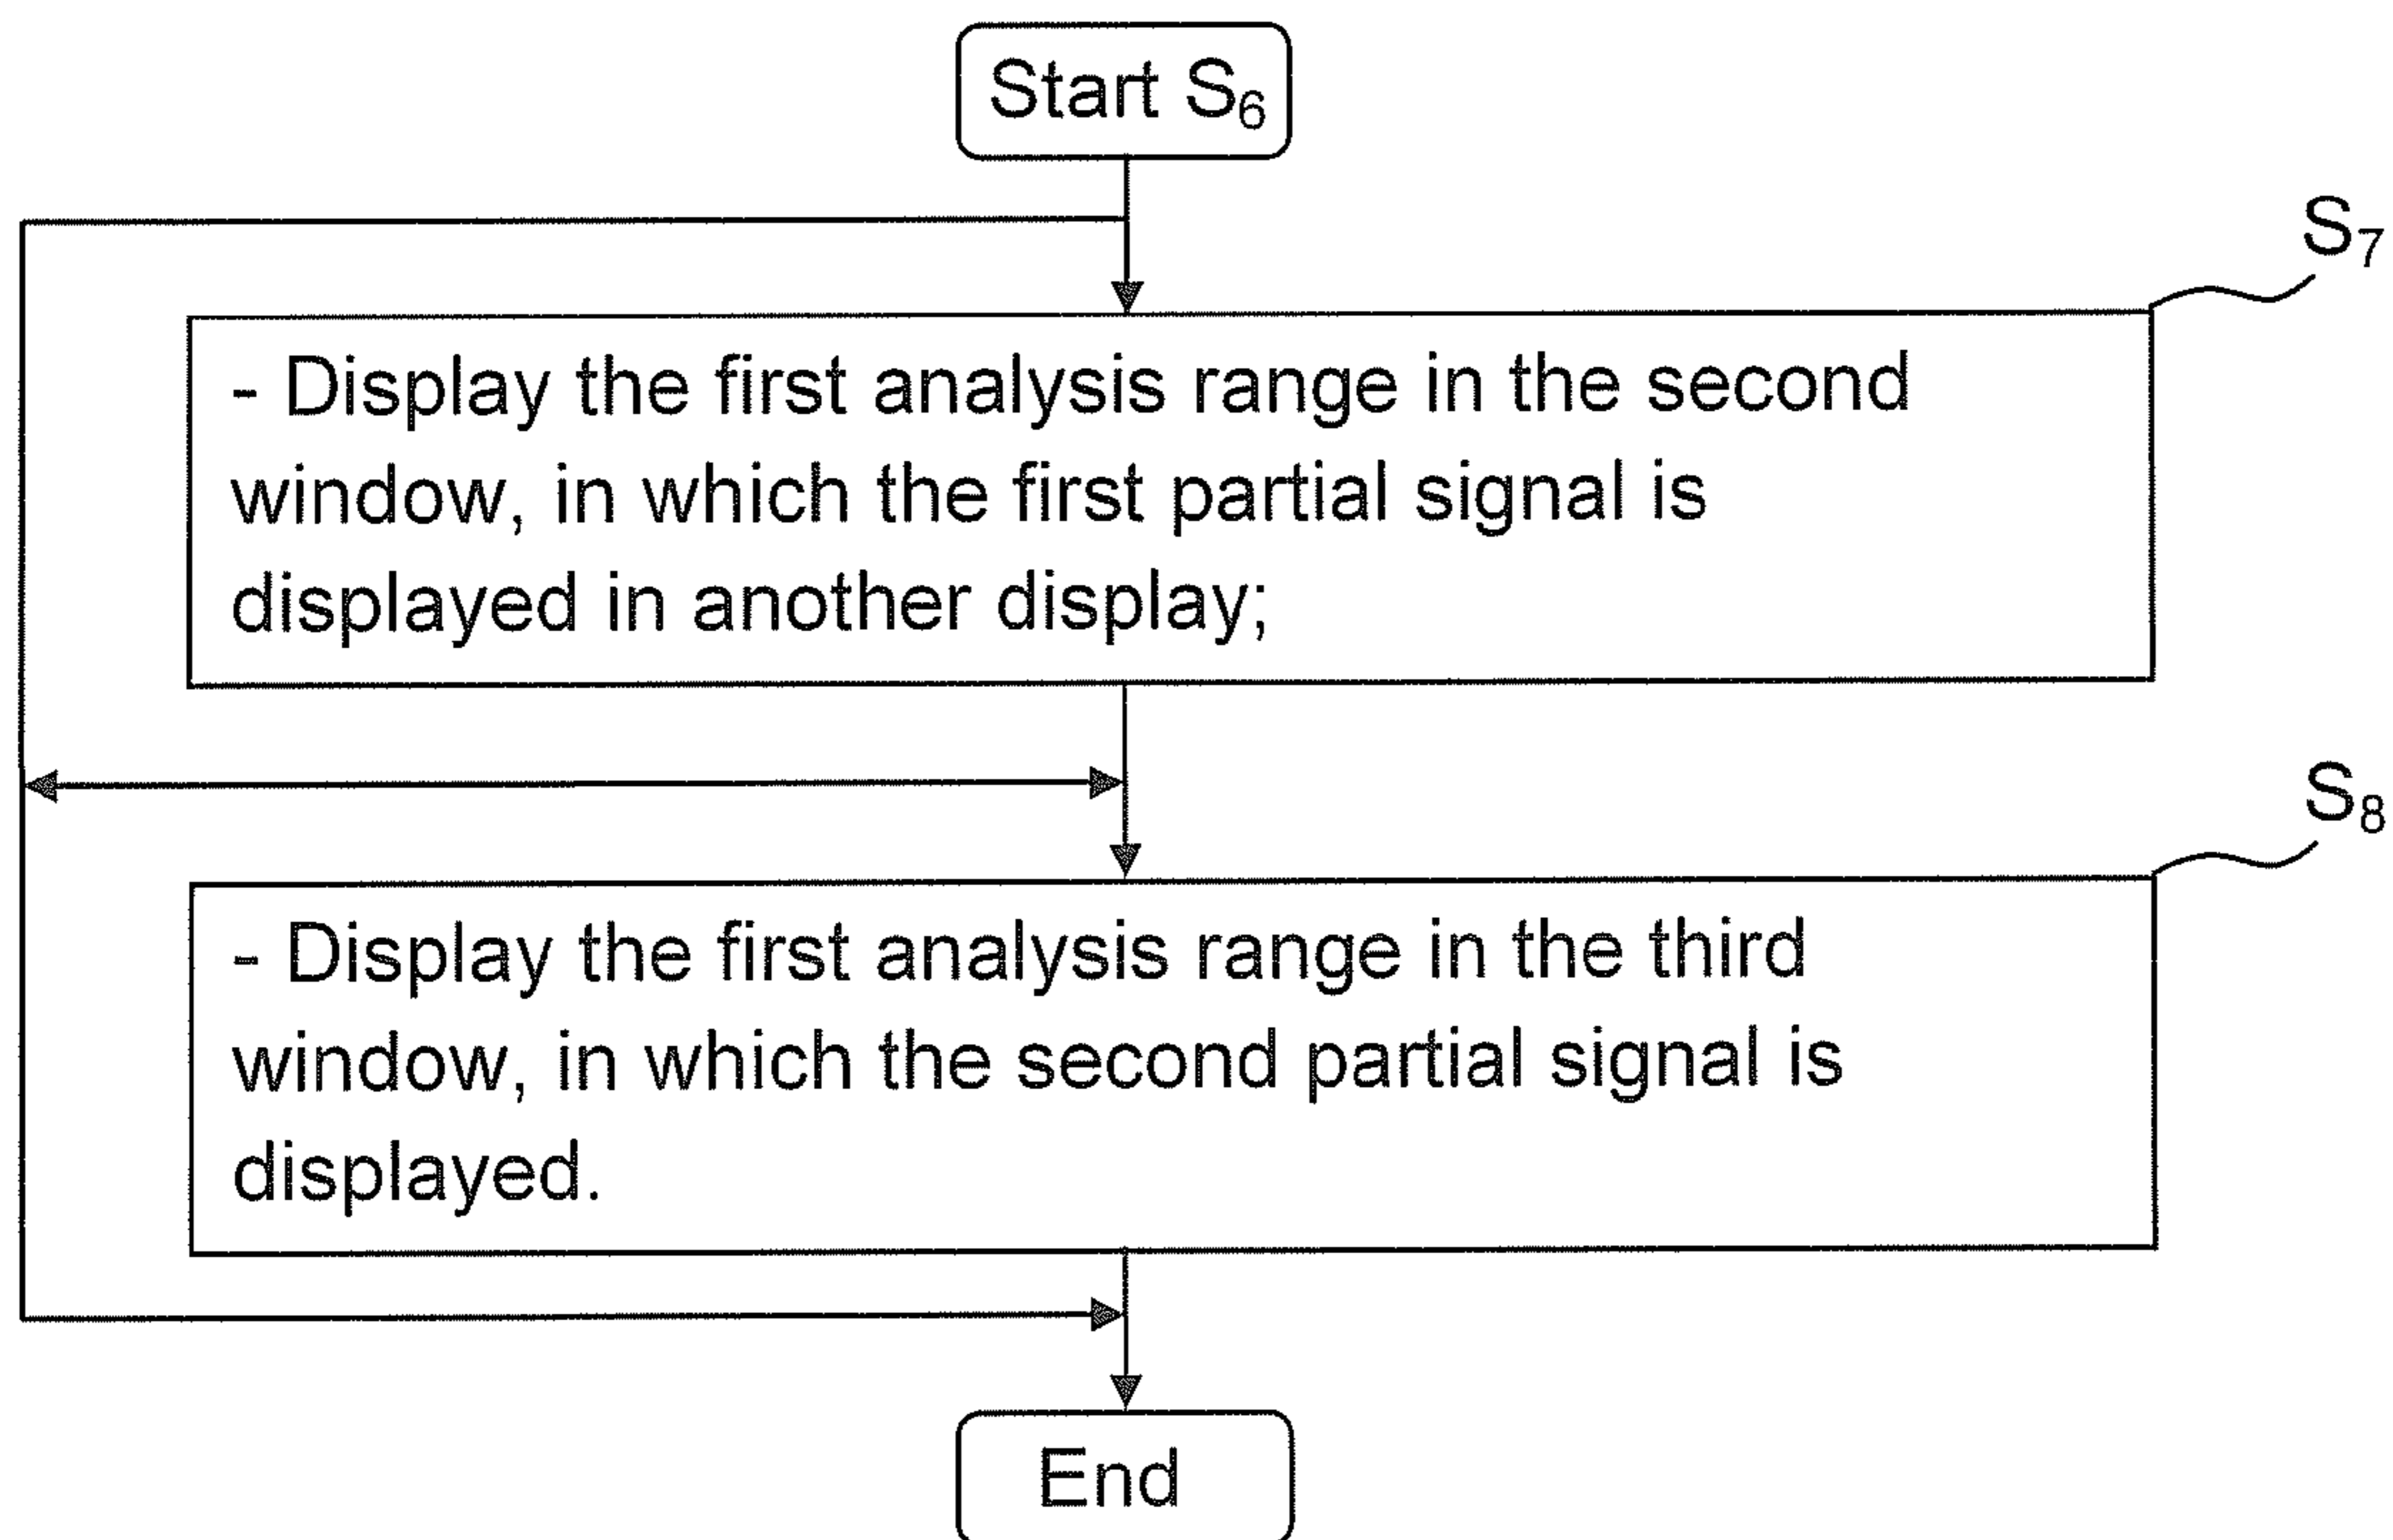 Start S₆
S₇
- Display the first analysis range in the second
window, in which the first partial signal is
displayed in another display;
S₈
- Display the first analysis range in the third
window, in which the second partial signal is
displayed.
End